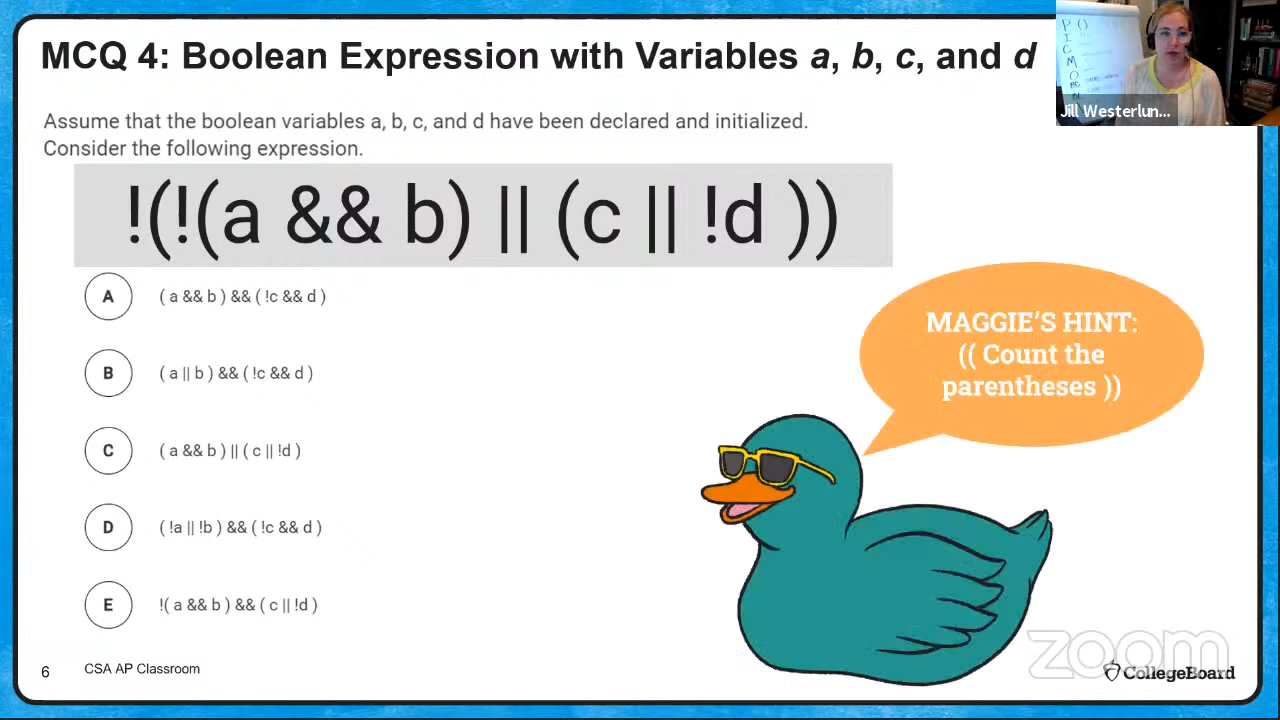 MCQ 4: Boolean Expression with Variables a, b, c, and d
Assume that the boolean variables a, b, c, and d have been declared and initialized.
Consider the following expression.
!(!(a && b) || (c || !d ))
A ( a && b ) && ( !c && d )
B ( a || b ) && ( !c && d )
C ( a && b ) || ( c || !d )
D ( !a || !b ) && ( !c && d )
E !( a && b ) && ( c || !d )
MAGGIE'S HINT:
(( Count the
parentheses ))
P ()
I
C
M
O
BC
Jill Westerlun...
6 CSA AP Classroom
zoom
CollegeBoard